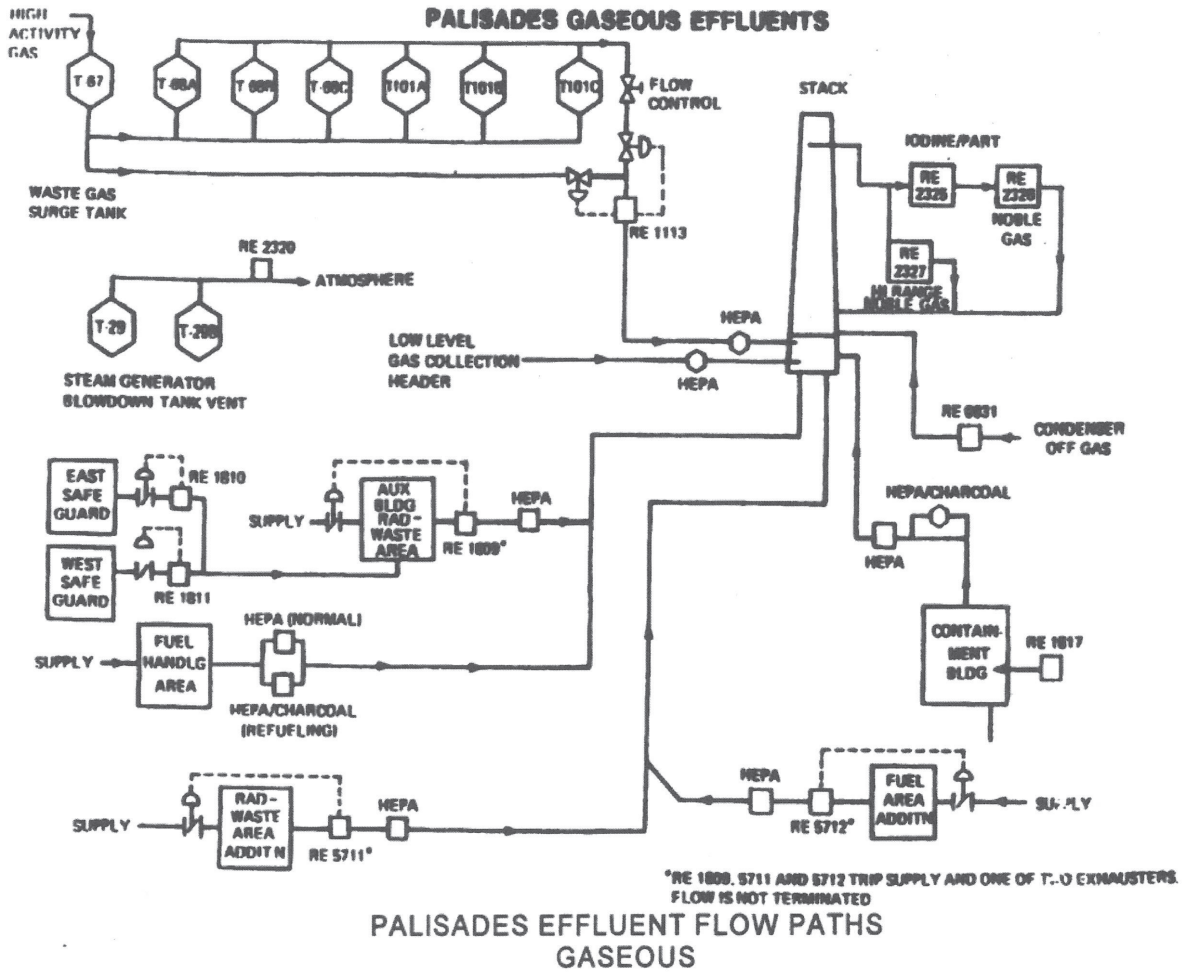 PALISADES GASEOUS EFFLUENTS
HIGH
ACTIVITY
GAS
T-67
T-68A
T-68B
T-68C
T101A
T101B
T101C
FLOW
CONTROL
STACK
IODINE/PART
RE
2325
RE
2326
NOBLE
GAS
RE
2327
HI RANGE
NOBLE GAS
WASTE GAS
SURGE TANK
RE 1113
RE 2320
ATMOSPHERE
T-29
STEAM GENERATOR
BLOWDOWN TANK VENT
HEPA
LOW LEVEL
GAS COLLECTION
HEADER
HEPA
CONDENSER
OFF GAS
EAST
SAFE
GUARD
RE 1810
WEST
SAFE
GUARD
RE 1811
SUPPLY
AUX
BLDG
RAD-
WASTE
AREA
RE 1809*
HEPA
HEPA/CHARCOAL
HEPA
CONTAIN-
MENT
BLDG
RE 1817
SUPPLY
FUEL
HANDLG
AREA
HEPA (NORMAL)
HEPA/CHARCOAL
(REFUELING)
SUPPLY
RAD-
WASTE
AREA
ADDIT N
RE 5711*
HEPA
HEPA
RE 5712*
FUEL
AREA
ADDITN
*RE 1809, 5711 AND 5712 TRIP SUPPLY AND ONE OF EXHAUSTERS.
FLOW IS NOT TERMINATED
PALISADES EFFLUENT FLOW PATHS
GASEOUS